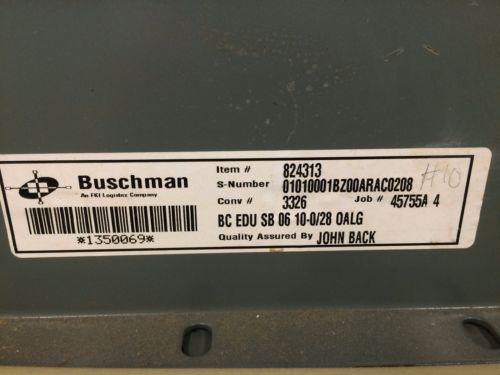 Buschman
An FKI Logistex Company
*1350069*
Item # 824313
S-Number 01010001BZ00ARAC0208
Conv # 3326 Job # 45755A 4
BC EDU SB 06 10-0/28 OALG
Quality Assured By JOHN BACK
#10